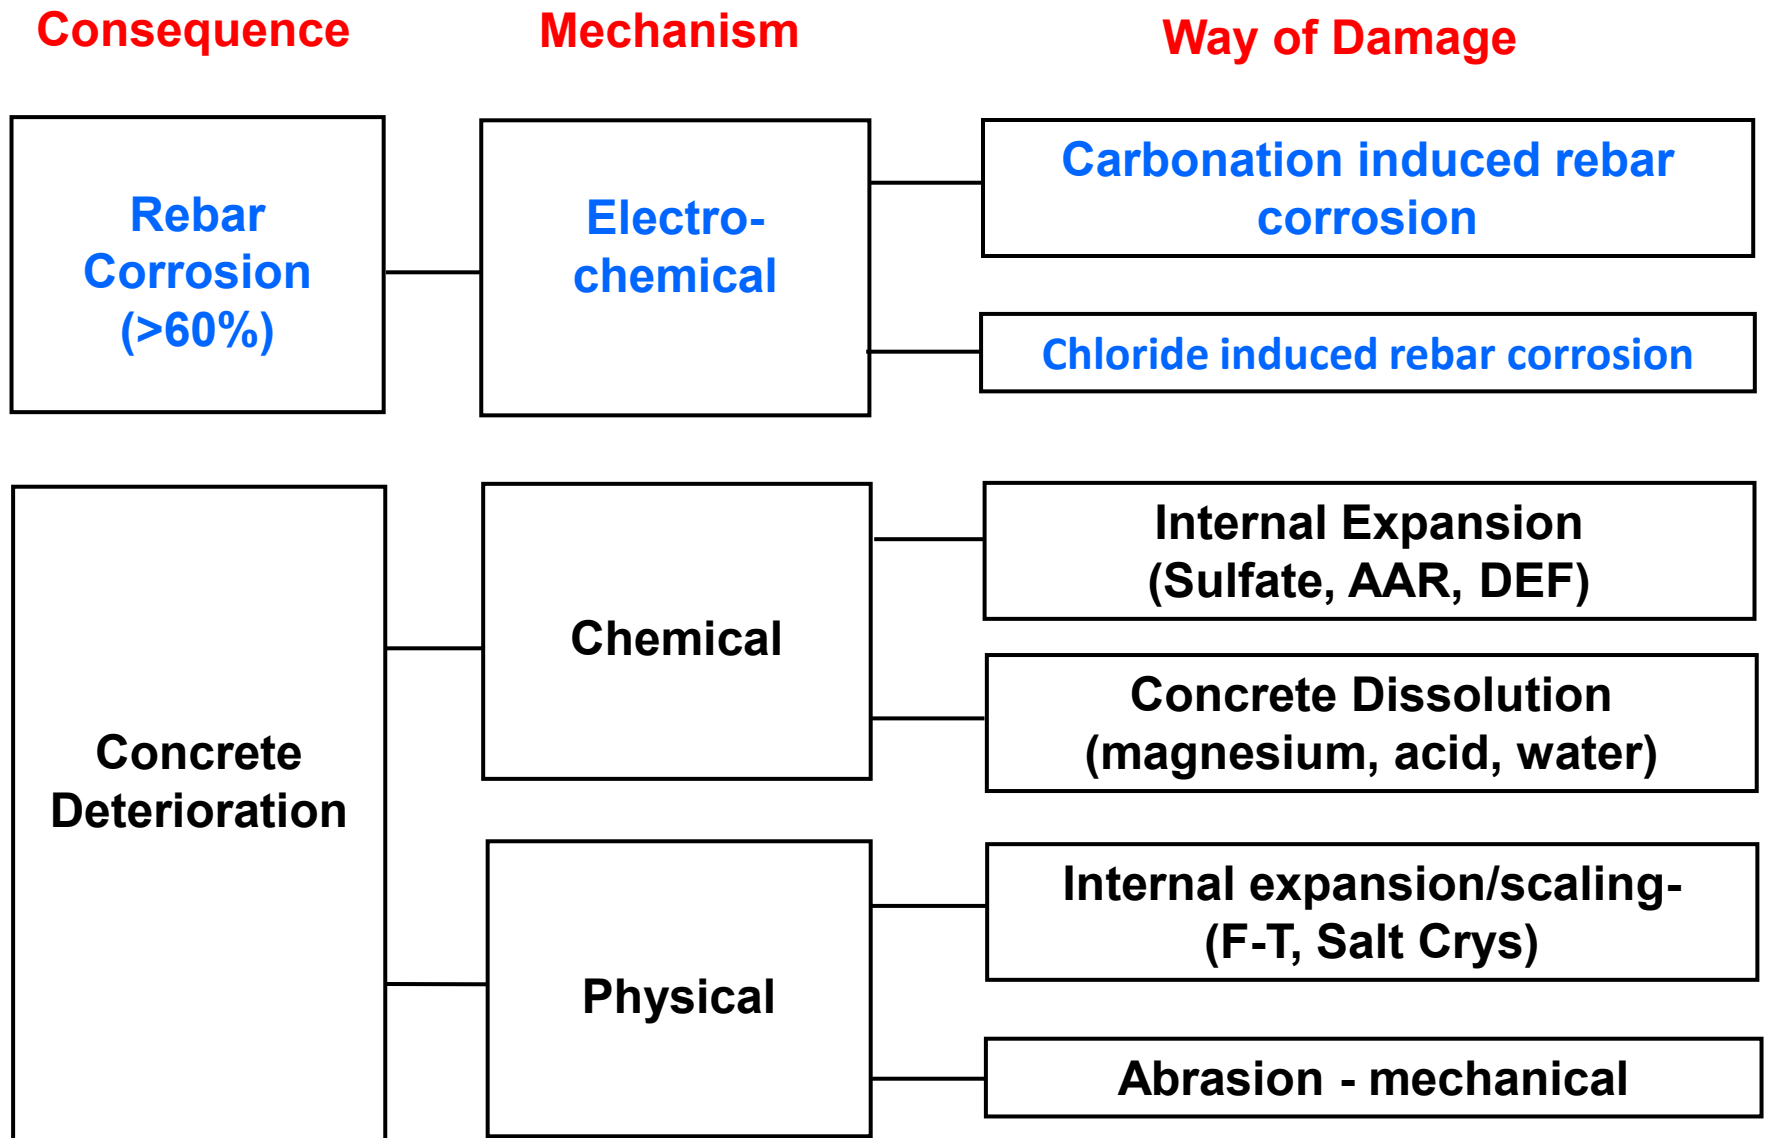 Consequence
Mechanism
Way of Damage
Rebar
Corrosion
(>60%)
Electro-
chemical
Carbonation induced rebar
corrosion
Chloride induced rebar corrosion
Concrete
Deterioration
Chemical
Internal Expansion
(Sulfate, AAR, DEF)
Concrete Dissolution
(magnesium, acid, water)
Physical
Internal expansion/scaling-
(F-T, Salt Crys)
Abrasion - mechanical